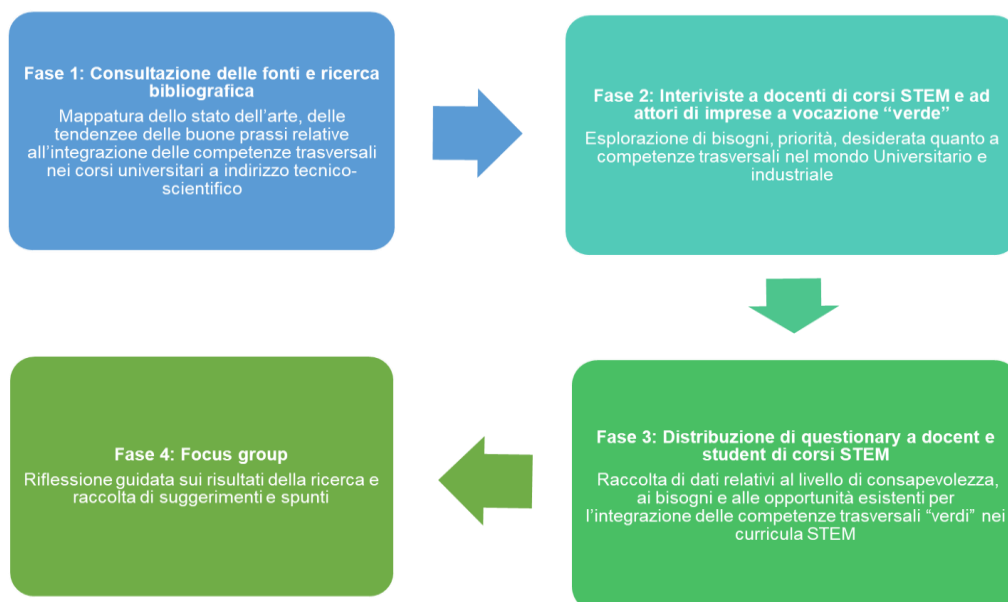 Fase 1: Consultazione delle fonti e ricerca
bibliografica
Mappatura dello stato dell'arte, delle
tendenzee delle buone prassi relative
all'integrazione delle competenze trasversali
nei corsi universitari a indirizzo tecnico-
scientifico
Fase 2: Interiviste a docenti di corsi STEM e ad
attori di imprese a vocazione “verde”
Esplorazione di bisogni, priorità, desiderata quanto a
competenze trasversali nel mondo Universitario e
industriale
Fase 3: Distribuzione di questionary a docent e
student di corsi STEM
Raccolta di dati relativi al livello di consapevolezza,
ai bisogni e alle opportunità esistenti per
l'integrazione delle competenze trasversali “verdi” nei
curricula STEM
Fase 4: Focus group
Riflessione guidata sui risultati della ricerca e
raccolta di suggerimenti e spunti